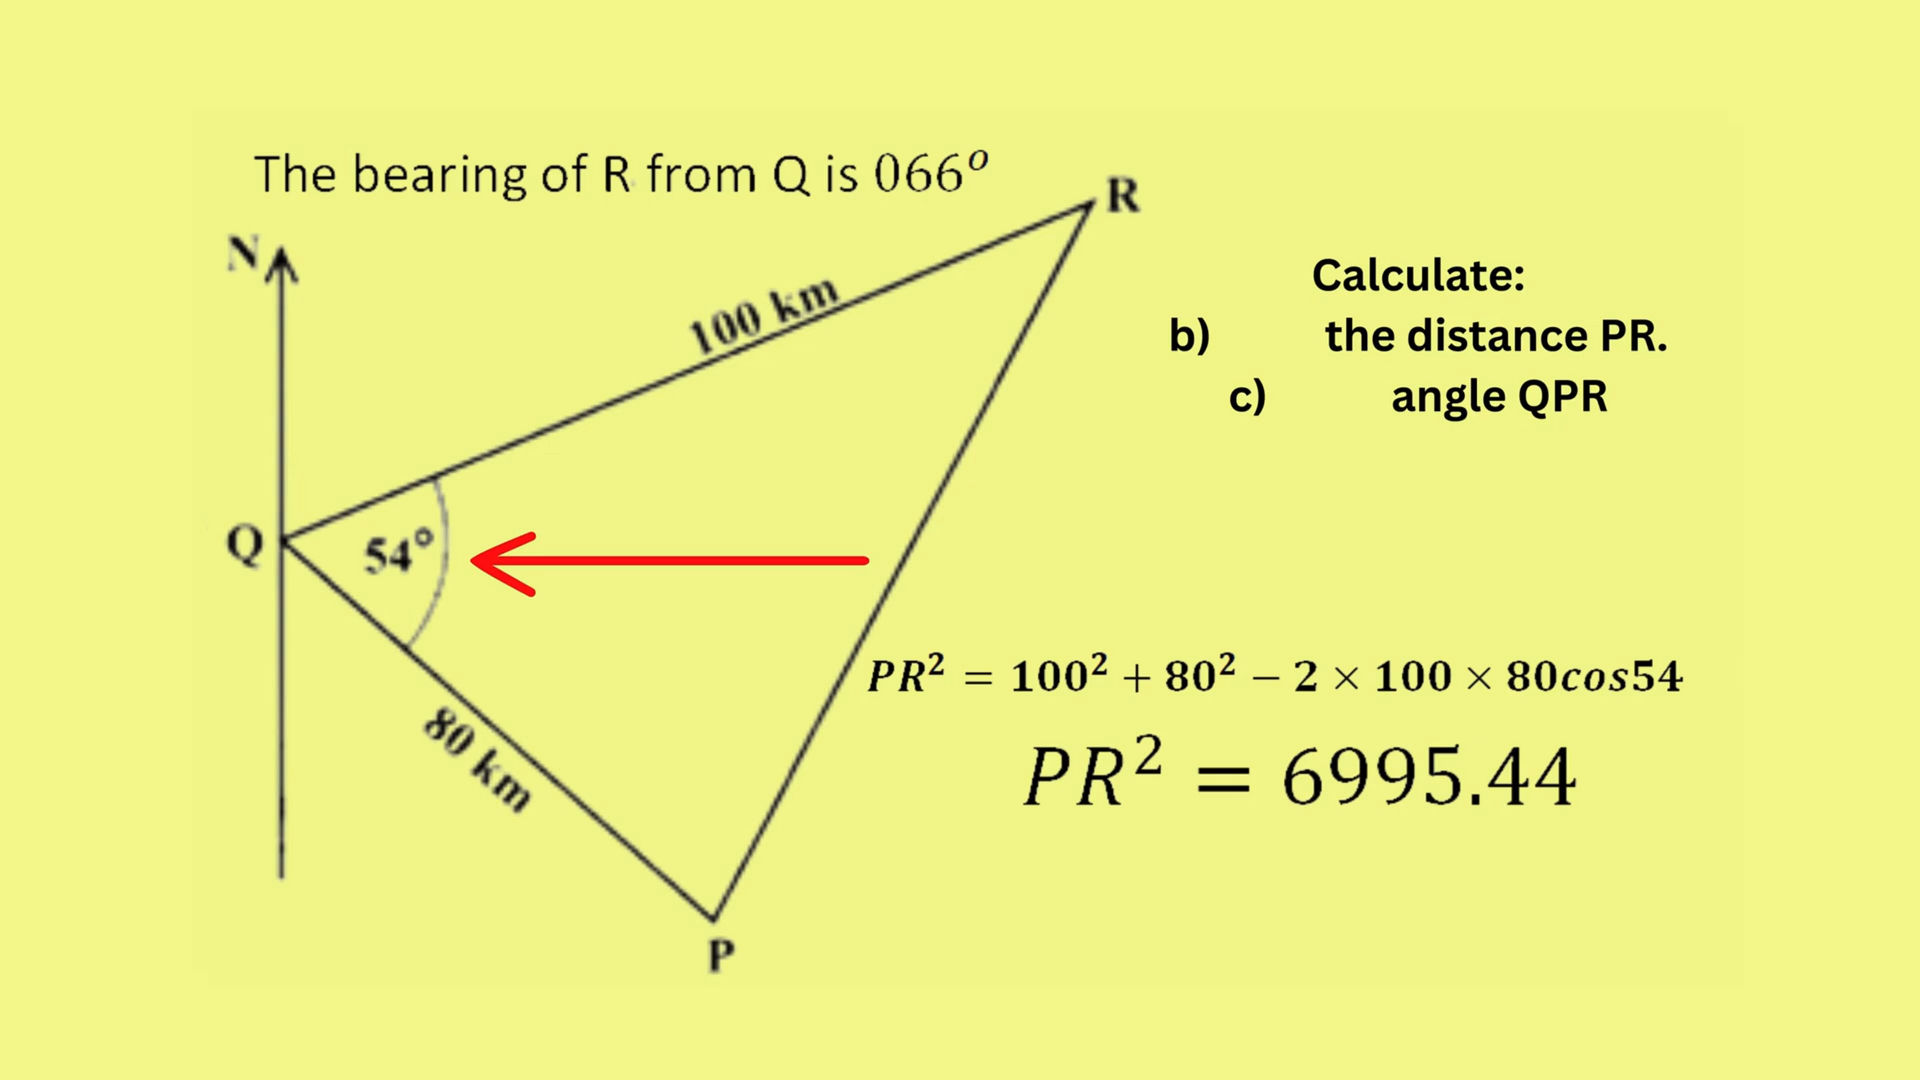 The bearing of R from Q is 066°
R
N
100 km
Calculate:
b) the distance PR.
c) angle QPR
Q
54°
PR² = 100² + 80² − 2 × 100 × 80cos54
80 km
PR² = 6995.44
P